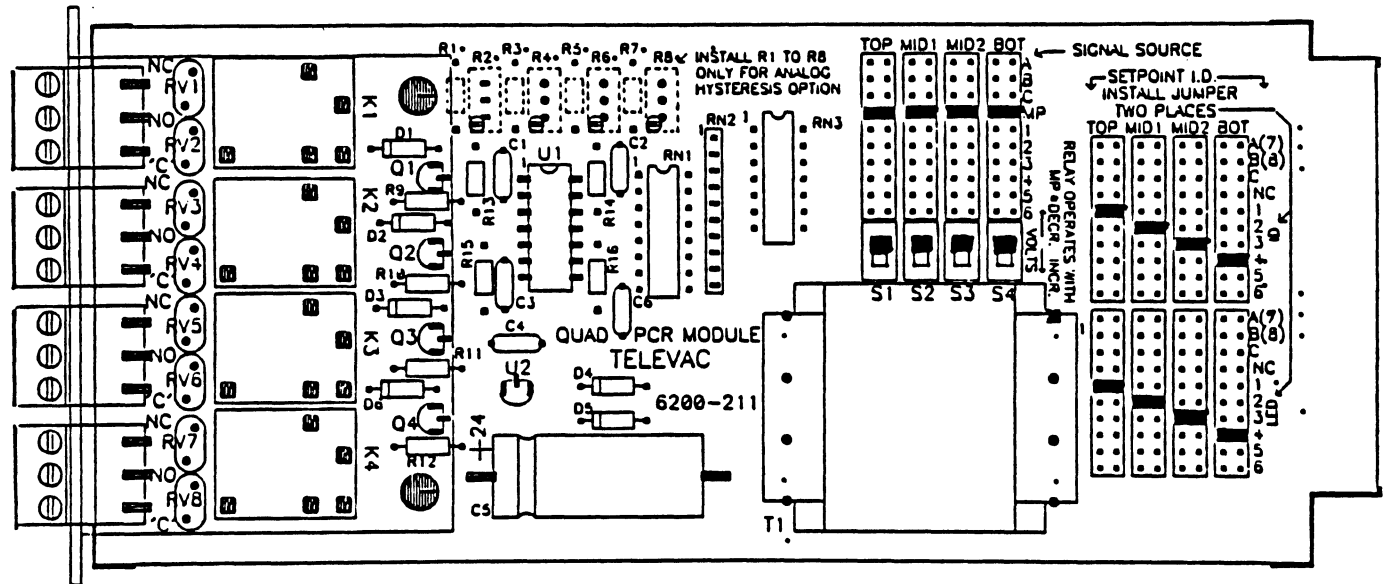 NC
RV1
NO
RV2
'C'
NC
RV3
NO
RV4
'C'
NC
RV5
NO
RV6
'C'
NC
RV7
NO
RV8
'C'
K1
K2
K3
K4
D1
Q1
R9
D2
Q2
D3
Q3
R11
D6
Q4
R12
R1
R2
R3
R4
R5
R6
R7
R8
INSTALL R1 TO R8
ONLY FOR ANALOG
HYSTERESIS OPTION
C1
U1
C2
RN1
1
RN2
1
RN3
R13
R14
R15
R16
C3
C4
C6
U2
D4
D5
QUAD PCR MODULE
TELEVAC
6200-211
+24
C5
T1
TOP MID1 MID2 BOT
SIGNAL SOURCE
A
B
C
MP
1
2
3
4
5
6
VOLTS
S1 S2 S3 S4
RELAY OPERATES WITH
MP=DECR. INCR.
SETPOINT I.D.
INSTALL JUMPER
TWO PLACES
TOP MID1 MID2 BOT
A(7)
B(8)
C
NC
1
2
3
4
5
6
ID
1
A(7)
B(8)
C
NC
1
2
3
4
5
6
LED